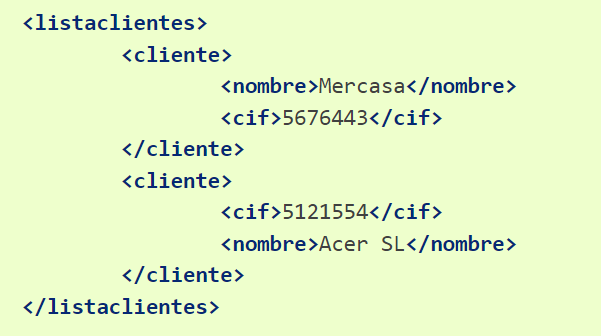 <listaclientes>
<cliente>
<nombre>Mercasa</nombre>
<cif>5676443</cif>
</cliente>
<cliente>
<cif>5121554</cif>
<nombre>Acer SL</nombre>
</cliente>
</listaclientes>